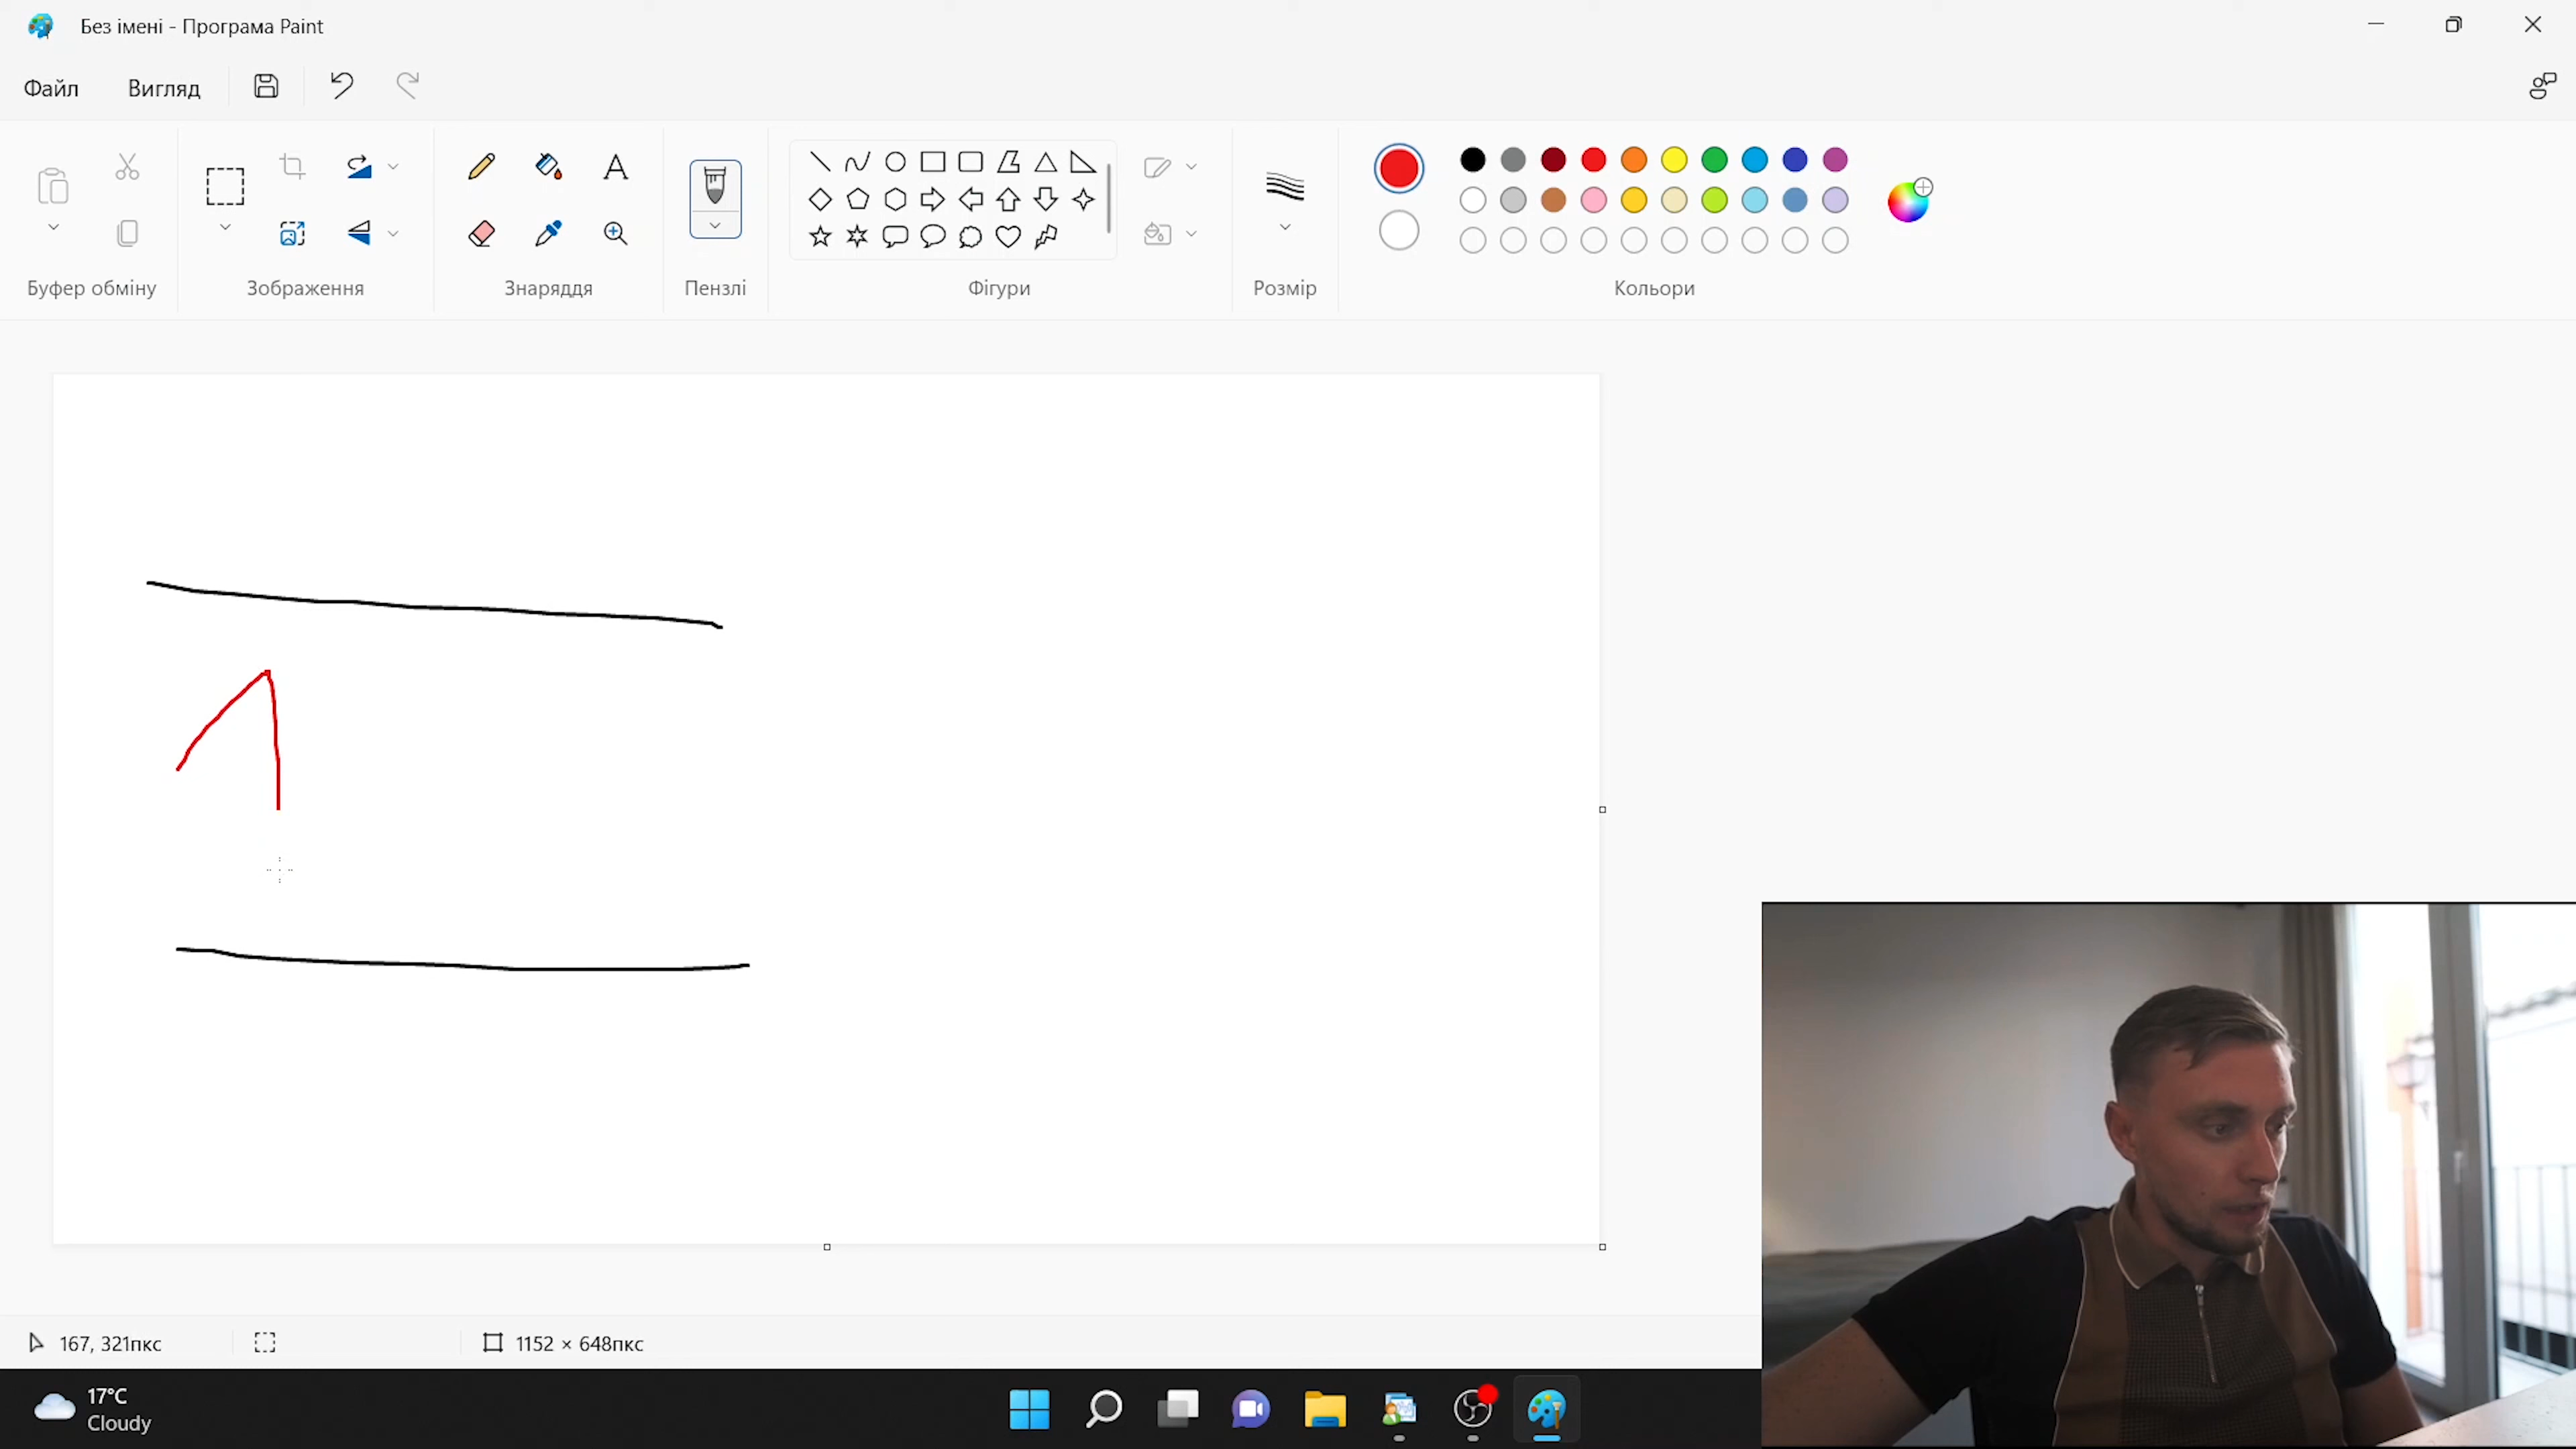 Без імені - Програма Paint
Файл
Вигляд
Буфер обміну
Зображення
Знаряддя
Пензлі
Фігури
Розмір
Кольори
1
167, 321пкс
1152 × 648пкс
17°C
Cloudy